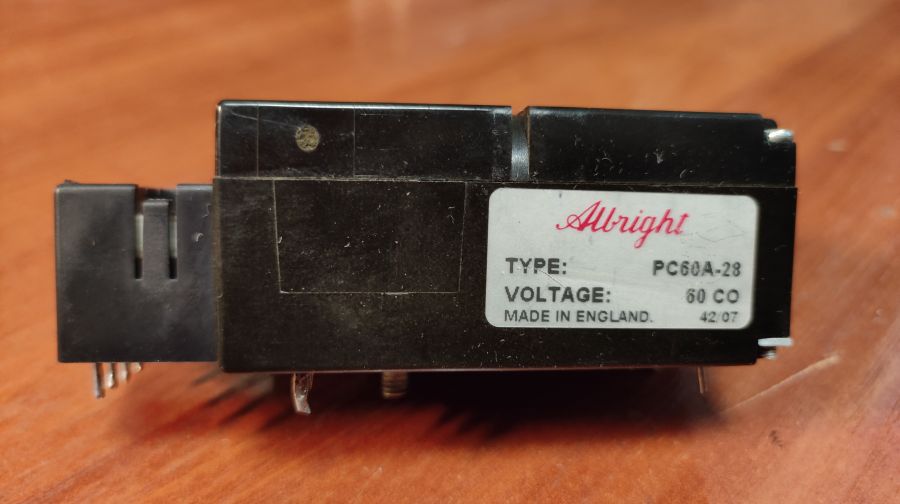 Albright
TYPE: PC60A-28
VOLTAGE: 60 CO
MADE IN ENGLAND. 42/07